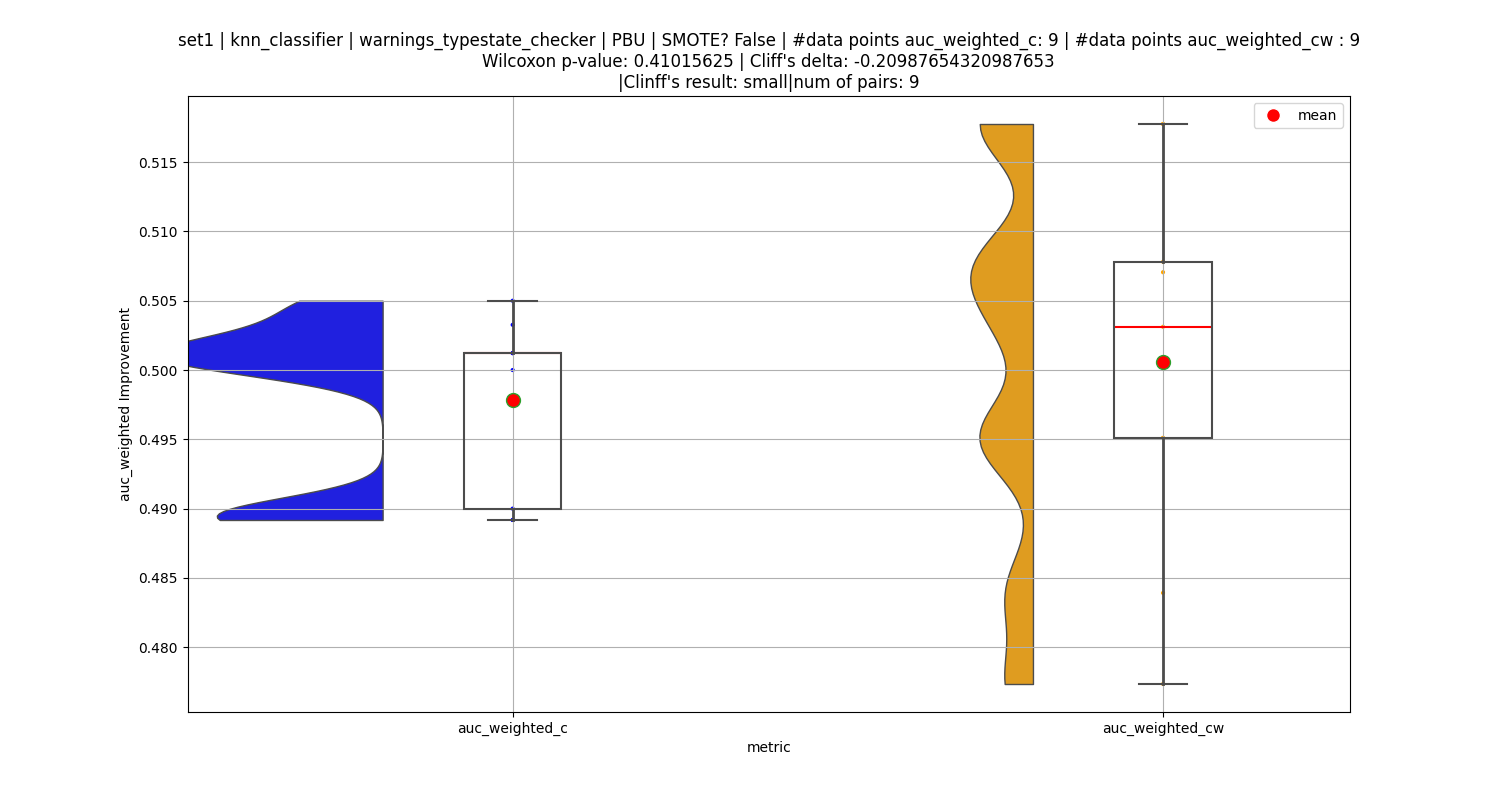 set1 | knn_classifier | warnings_typestate_checker | PBU | SMOTE? False | #data points auc_weighted_c: 9 | #data points auc_weighted_cw : 9
Wilcoxon p-value: 0.41015625 | Cliff's delta: -0.20987654320987653
|Clinff's result: small|num of pairs: 9
mean
0.515
0.510
0.505
0.500
0.495
0.490
0.485
0.480
auc_weighted Improvement
auc_weighted_c
auc_weighted_cw
metric